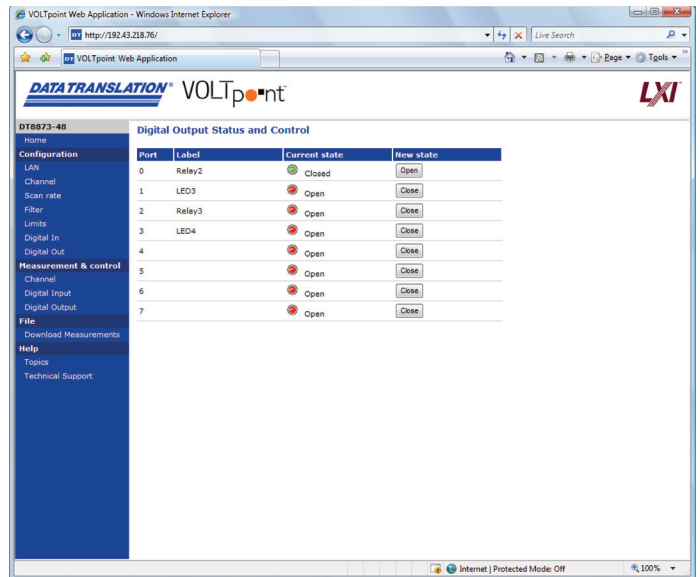 VOLTpoint Web Application - Windows Internet Explorer
http://192.43.218.76/
Live Search
VOLTpoint Web Application
Page
Tools
DATA TRANSLATION® VOLTpoint LXI
DT8873-48
Home
Configuration
LAN
Channel
Scan rate
Filter
Limits
Digital In
Digital Out
Measurement & control
Channel
Digital Input
Digital Output
File
Download Measurements
Help
Topics
Technical Support
Digital Output Status and Control
Port Label Current state New state
0 Relay2 Closed Open
1 LED3 Open Close
2 Relay3 Open Close
3 LED4 Open Close
4 Open Close
5 Open Close
6 Open Close
7 Open Close
Internet | Protected Mode: Off 100%